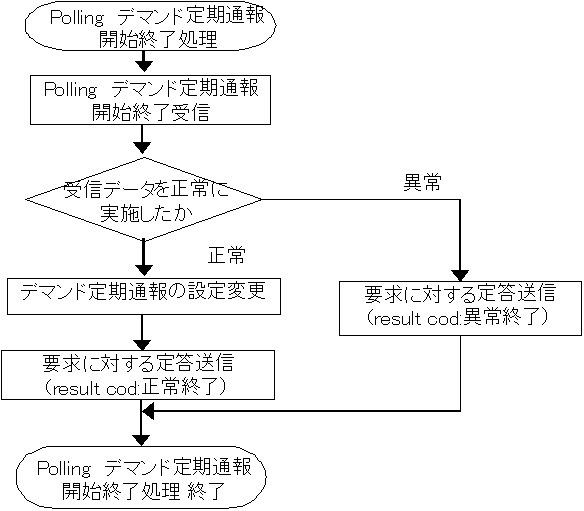 Polling デマンド定期通報
開始終了処理
Polling デマンド定期通報
開始終了受信
受信データを正常に
実施したか
異常
正常
デマンド定期通報の設定変更
要求に対する定答送信
(result cod:異常終了)
要求に対する定答送信
(result cod:正常終了)
Polling デマンド定期通報
開始終了処理 終了